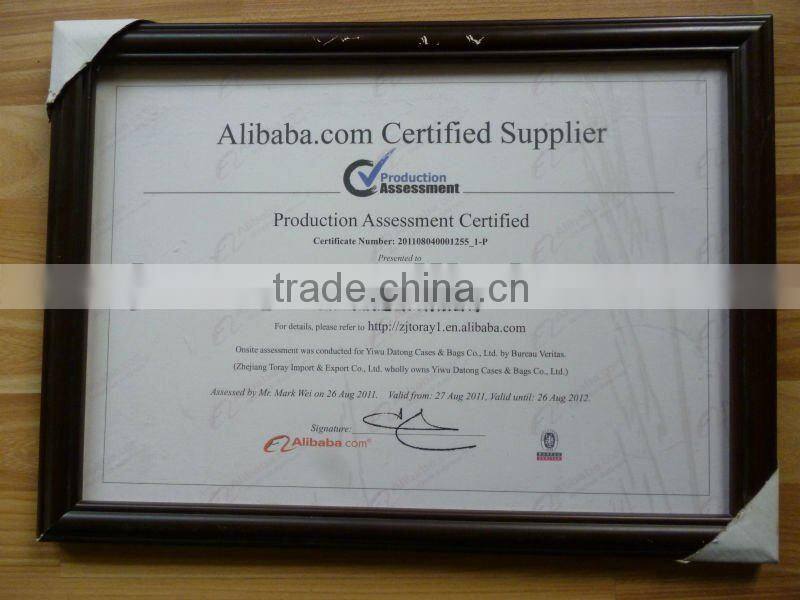 Alibaba.com Certified Supplier
Production
Assessment
Production Assessment Certified
Certificate Number: 201108040001255_1-P
Presented to
trade.china.cn
For details, please refer to http://zjtoray1.en.alibaba.com
Onsite assessment was conducted for Yiwu Datong Cases & Bags Co., Ltd. by Bureau Veritas.
(Zhejiang Toray Import & Export Co., Ltd. wholly owns Yiwu Datong Cases & Bags Co., Ltd.)
Assessed by Mr. Mark Wei on 26 Aug 2011. Valid from: 27 Aug 2011, Valid until: 26 Aug 2012.
Signature:
Alibaba.com®
BUREAU
VERITAS